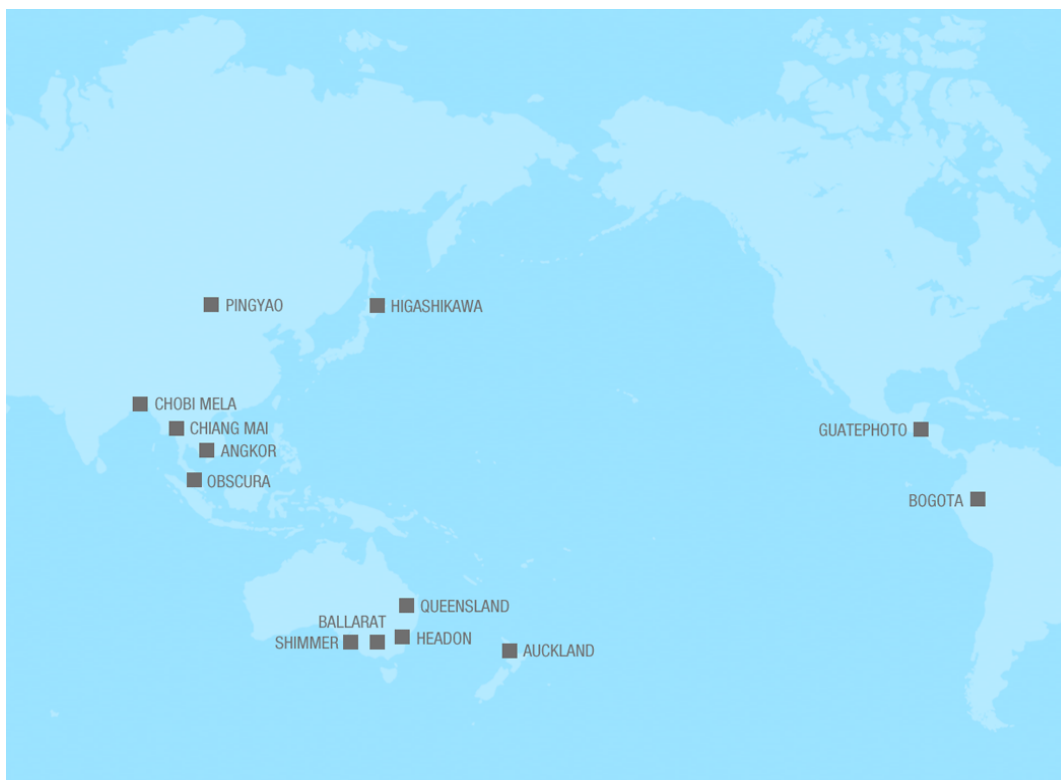 PINGYAO
HIGASHIKAWA
CHOBI MELA
CHIANG MAI
GUATEPHOTO
ANGKOR
OBSCURA
BOGOTA
QUEENSLAND
BALLARAT
HEADON
SHIMMER
AUCKLAND